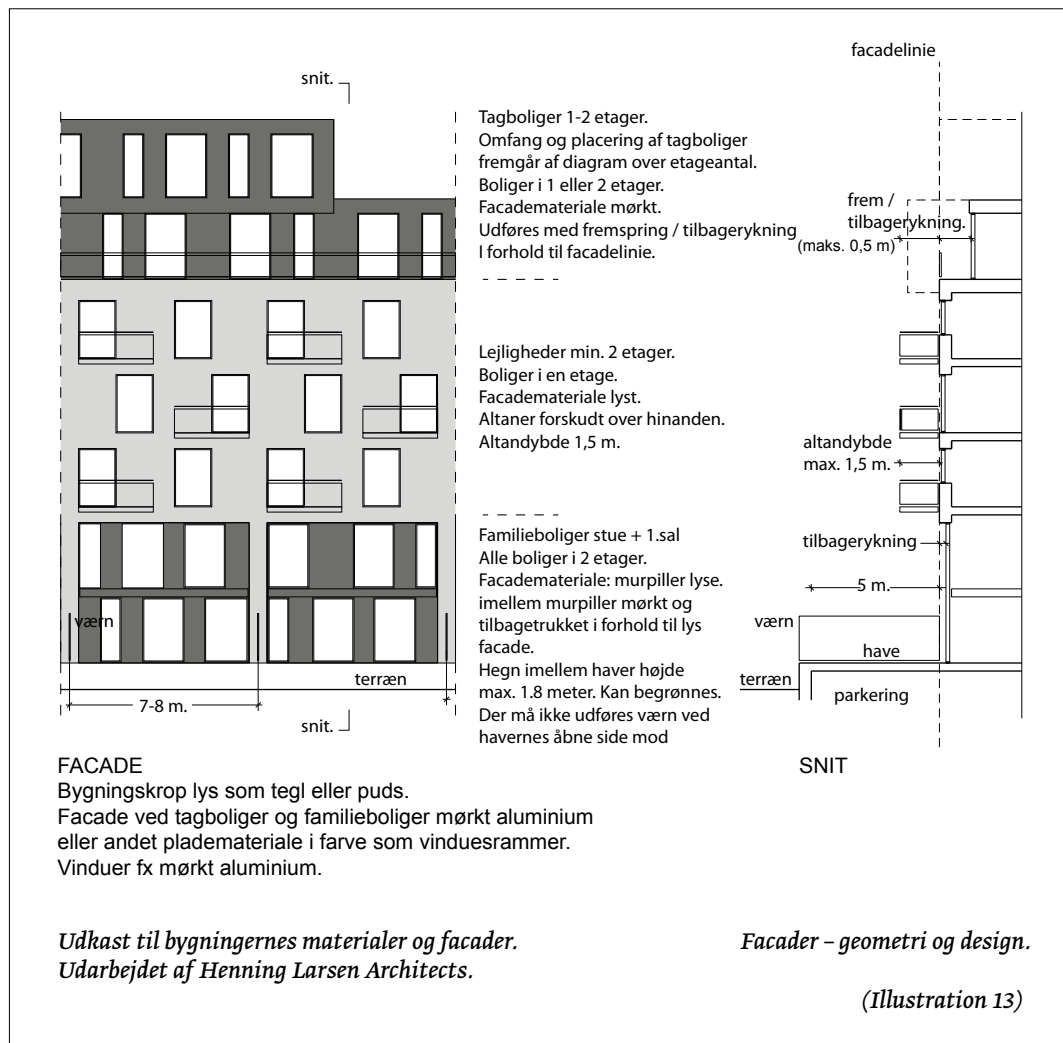 snit.
Tagboliger 1-2 etager.
Omfang og placering af tagboliger
fremgår af diagram over etageantal.
Boliger i 1 eller 2 etager.
Facademateriale mørkt.
Udføres med fremspring / tilbagerykning
I forhold til facadelinie.
Lejligheder min. 2 etager.
Boliger i en etage.
Facademateriale lyst.
Altaner forskudt over hinanden.
Altandybde 1,5 m.
Familieboliger stue + 1.sal
Alle boliger i 2 etager.
Facademateriale: murpiller lyse.
imellem murpiller mørkt og
tilbagetrukket i forhold til lys
facade.
Hegn imellem haver højde
max. 1.8 meter. Kan begrønnes.
Der må ikke udføres værn ved
havernes åbne side mod
værn
terræn
7-8 m.
snit.
facadelinie
frem /
tilbagerykning.
(maks. 0,5 m)
altandybde
max. 1,5 m.
tilbagerykning
5 m.
værn
have
terræn
parkering
FACADE
Bygningskrop lys som tegl eller puds.
Facade ved tagboliger og familieboliger mørkt aluminium
eller andet plademateriale i farve som vinduesrammer.
Vinduer fx mørkt aluminium.
SNIT
Udkast til bygningernes materialer og facader.
Udarbejdet af Henning Larsen Architects.
Facader – geometri og design.
(Illustration 13)